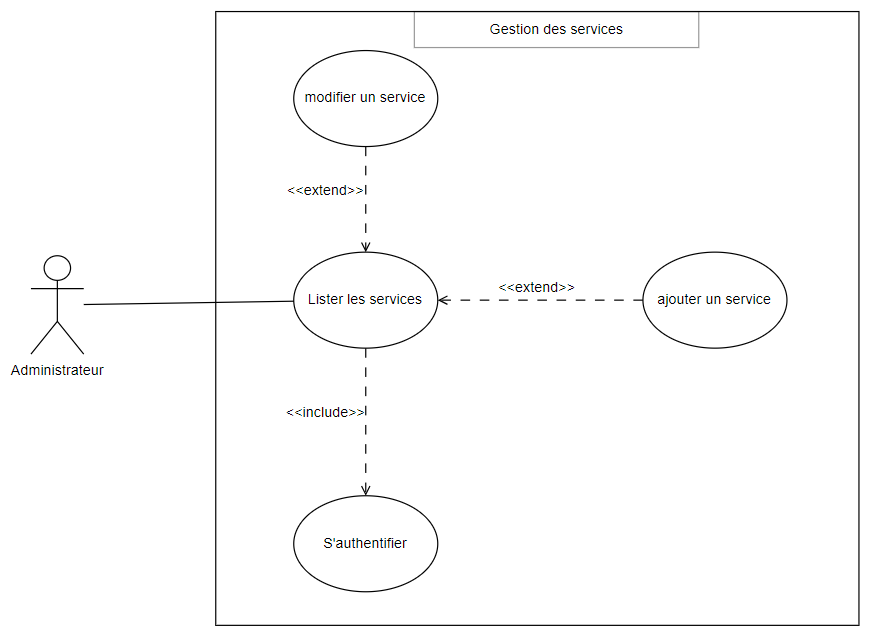 Gestion des services
modifier un service
<<extend>>
<<extend>>
Lister les services
ajouter un service
Administrateur
<<include>>
S'authentifier